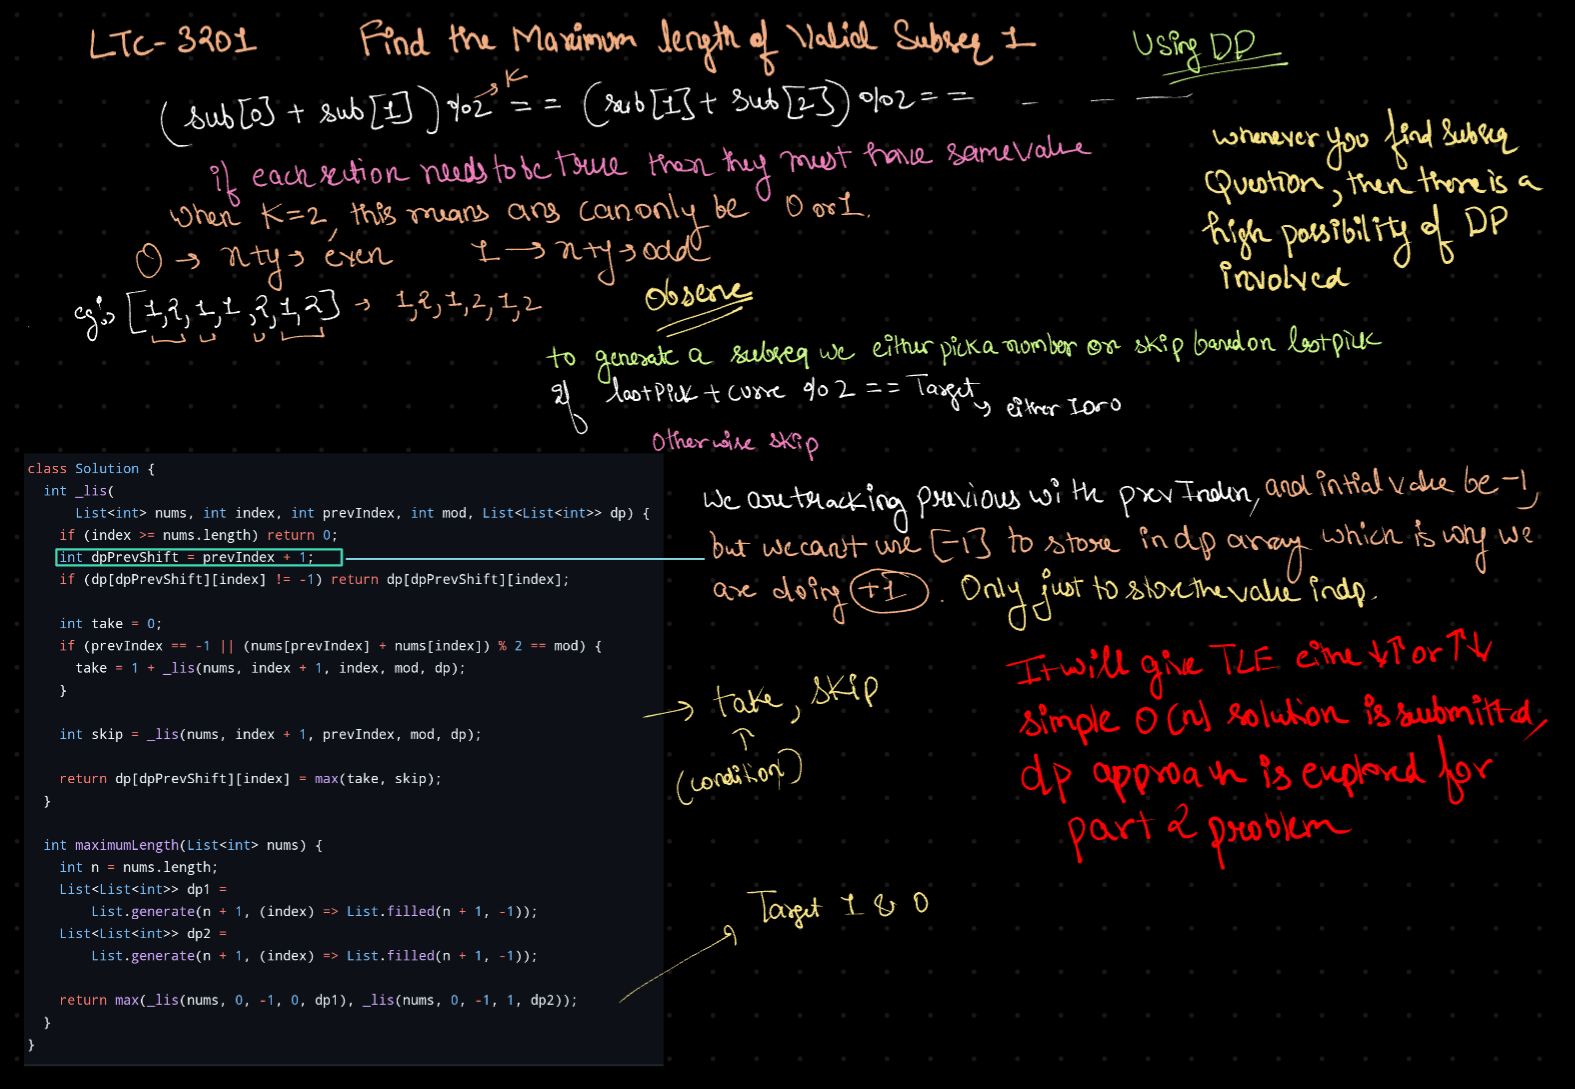 LTC-3201 Find the Maximum length of Valid Subseq 1
Using DP
(sub[0] + sub[1])%2 == (sub[1] + sub[2])%2 == _ _ _
→ K
if each section needs to be true then they must have same value
when K=2, this means ans can only be 0 or 1.
0 → x+y → even 1 → x+y → odd
eg:→ [1,2,1,1,2,1,2] → 1,2,1,2,1,2
whenever you find subseq
Question, then there is a
high possibility of DP
involved
Observe
to generate a subseq we either pick a number or skip based on last pick
if lastPick + curre %2 == Target → either 1 or 0
Otherwise skip
class Solution {
int _lis(
List<int> nums, int index, int prevIndex, int mod, List<List<int>> dp) {
if (index >= nums.length) return 0;
int dpPrevShift = prevIndex + 1;
if (dp[dpPrevShift][index] != -1) return dp[dpPrevShift][index];
int take = 0;
if (prevIndex == -1 || (nums[prevIndex] + nums[index]) % 2 == mod) {
take = 1 + _lis(nums, index + 1, index, mod, dp);
}
int skip = _lis(nums, index + 1, prevIndex, mod, dp);
return dp[dpPrevShift][index] = max(take, skip);
}
int maximumLength(List<int> nums) {
int n = nums.length;
List<List<int>> dp1 =
List.generate(n + 1, (index) => List.filled(n + 1, -1));
List<List<int>> dp2 =
List.generate(n + 1, (index) => List.filled(n + 1, -1));
return max(_lis(nums, 0, -1, 0, dp1), _lis(nums, 0, -1, 1, dp2));
}
}
we are tracking previous with prevIndex, and intial value be -1,
but we can't use [-1] to store in dp array which is why we
are doing +1. Only just to store the value in dp.
→ take, skip
↑
(condition)
It will give TLE eithe ↓↑ or ↑↓
simple O(n) solution is submitted,
dp approach is explored for
part 2 problem
Target 1 & 0